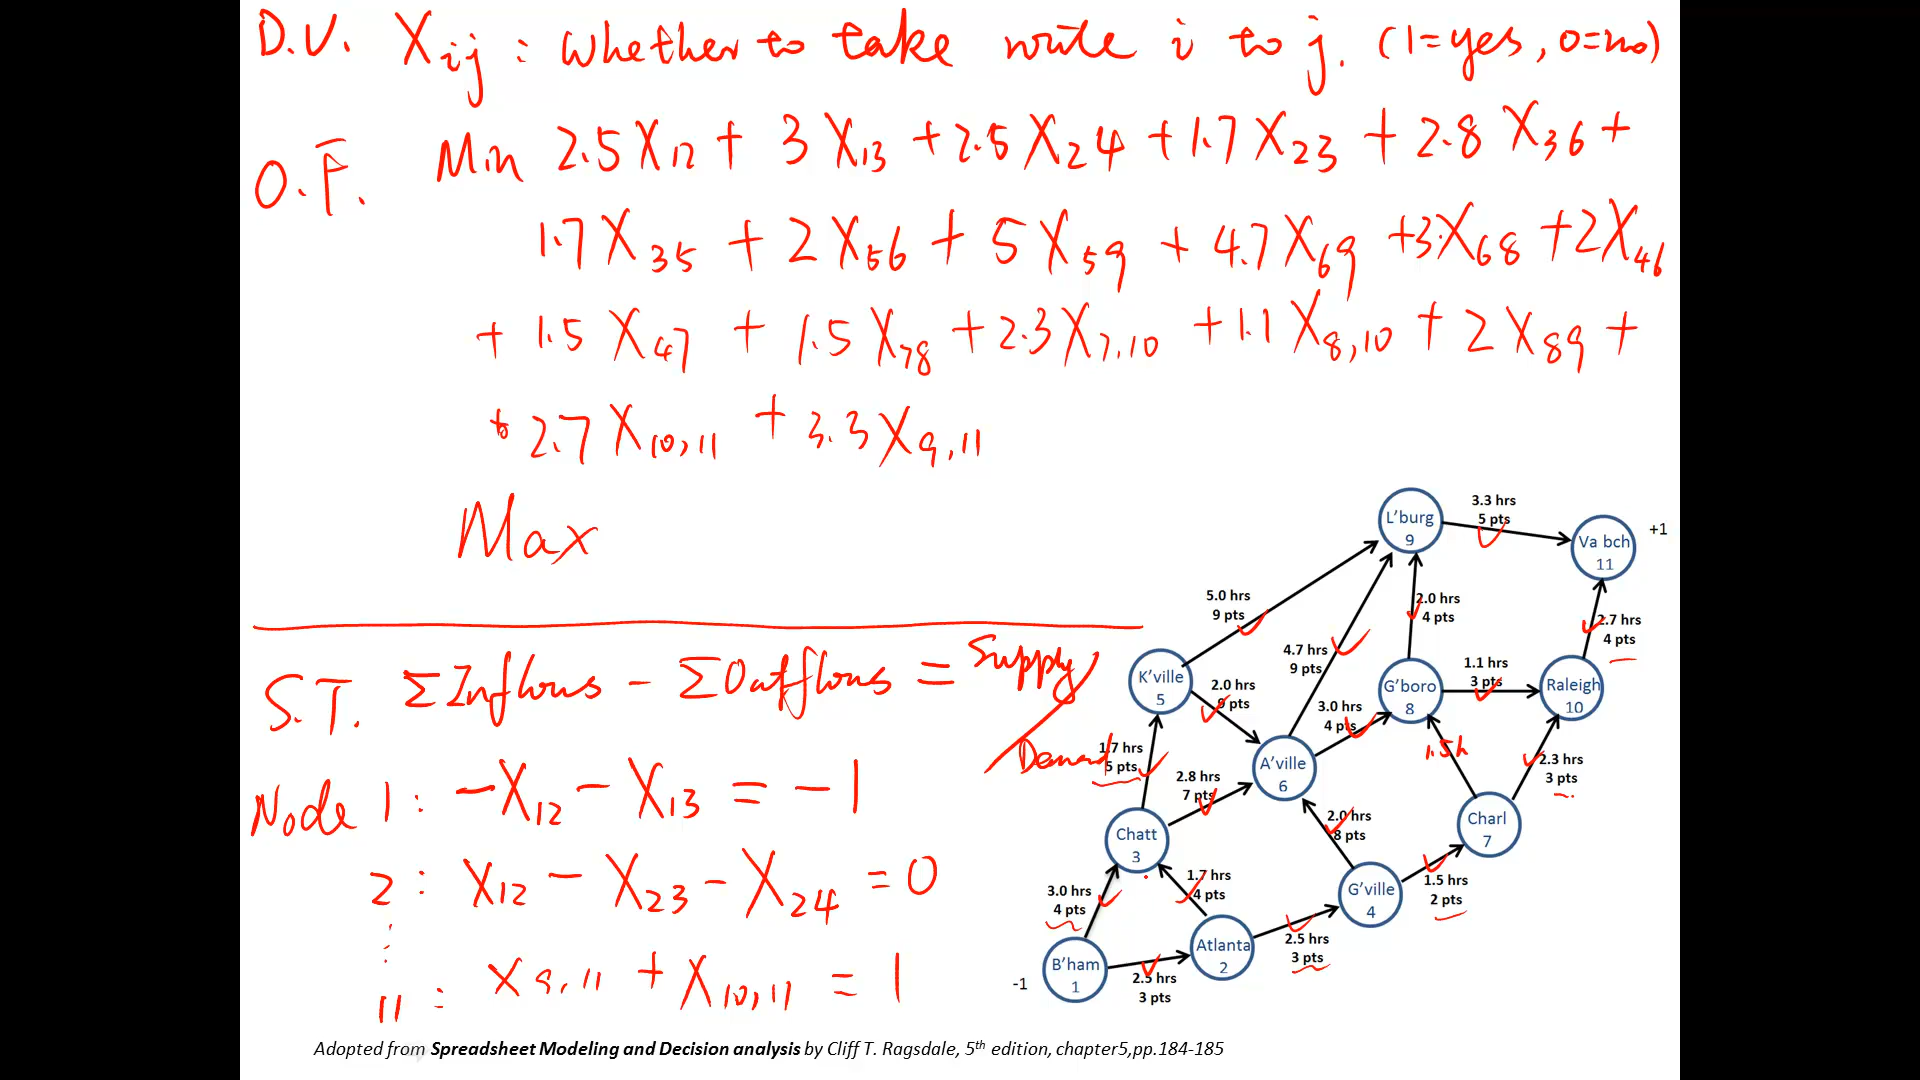 D.V. Xij : Whether to take route i to j. (1=yes, 0=no)
O.F. Min 2.5X12 + 3X13 + 2.5X24 + 1.7X23 + 2.8X36 +
1.7X35 + 2X56 + 5X59 + 4.7X69 + 3X68 + 2X46
+ 1.5X47 + 1.5X78 + 2.3X7,10 + 1.1X8,10 + 2X89 +
+ 2.7X10,11 + 3.3X9,11
Max
S.T. ΣInflows - ΣOutflows = Supply / Demand
Node 1: -X12 - X13 = -1
2: X12 - X23 - X24 = 0
⋮
11: X9,11 + X10,11 = 1
L'burg
9
3.3 hrs
5 pts
Va bch
11
+1
5.0 hrs
9 pts
2.0 hrs
4 pts
2.7 hrs
4 pts
4.7 hrs
9 pts
1.1 hrs
3 pts
K'ville
5
2.0 hrs
9 pts
G'boro
8
Raleigh
10
3.0 hrs
4 pts
1.7 hrs
5 pts
1.5h
2.3 hrs
3 pts
A'ville
6
2.8 hrs
7 pts
2.0 hrs
8 pts
Charl
7
Chatt
3
1.7 hrs
4 pts
G'ville
4
1.5 hrs
2 pts
3.0 hrs
4 pts
Atlanta
2
2.5 hrs
3 pts
B'ham
1
2.5 hrs
3 pts
-1
Adopted from Spreadsheet Modeling and Decision analysis by Cliff T. Ragsdale, 5th edition, chapter5,pp.184-185